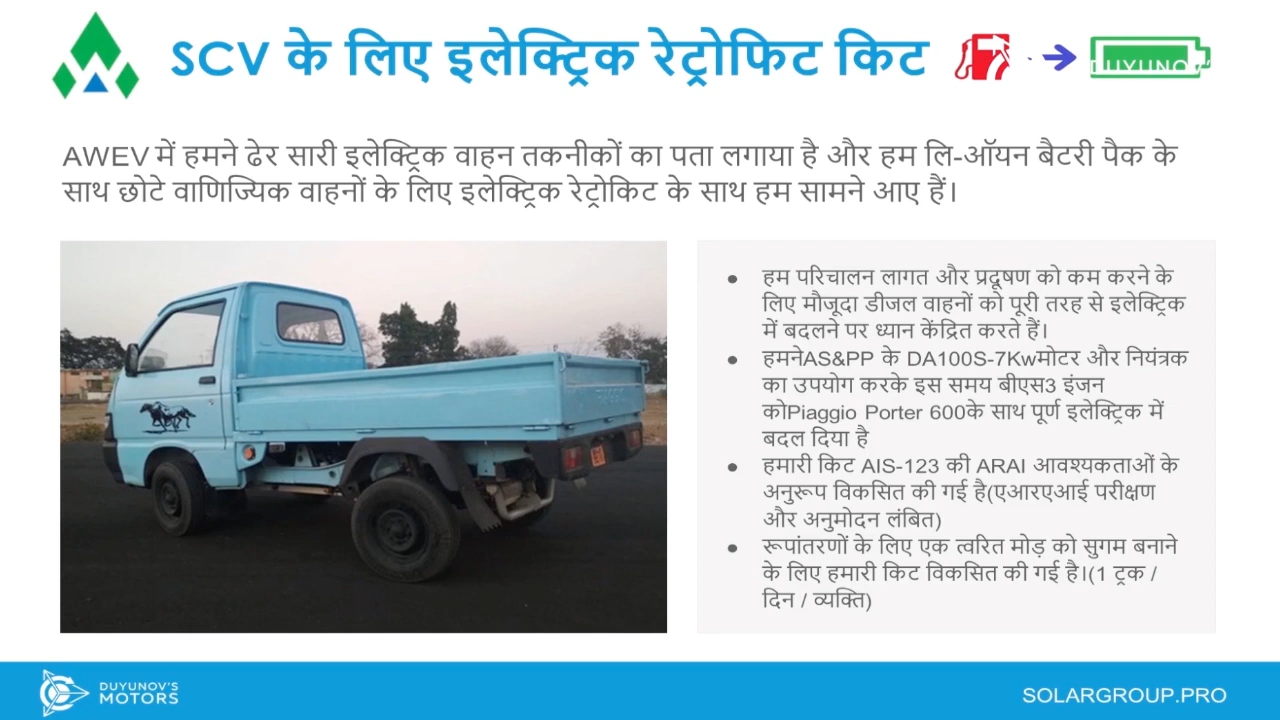 SCV के लिए इलेक्ट्रिक रेट्रोफिट किट
DUYUNOV
AWEV में हमने ढेर सारी इलेक्ट्रिक वाहन तकनीकों का पता लगाया है और हम लि-ऑयन बैटरी पैक के
साथ छोटे वाणिज्यिक वाहनों के लिए इलेक्ट्रिक रेट्रोकिट के साथ हम सामने आए हैं।
● हम परिचालन लागत और प्रदूषण को कम करने के
लिए मौजूदा डीजल वाहनों को पूरी तरह से इलेक्ट्रिक
में बदलने पर ध्यान केंद्रित करते हैं।
● हमनेAS&PP के DA100S-7Kwमोटर और नियंत्रक
का उपयोग करके इस समय बीएस3 इंजन
कोPiaggio Porter 600के साथ पूर्ण इलेक्ट्रिक में
बदल दिया है
● हमारी किट AIS-123 की ARAI आवश्यकताओं के
अनुरूप विकसित की गई है(एआरएआई परीक्षण
और अनुमोदन लंबित)
● रूपांतरणों के लिए एक त्वरित मोड़ को सुगम बनाने
के लिए हमारी किट विकसित की गई है।(1 ट्रक /
दिन / व्यक्ति)
DUYUNOV'S
MOTORS
SOLARGROUP.PRO